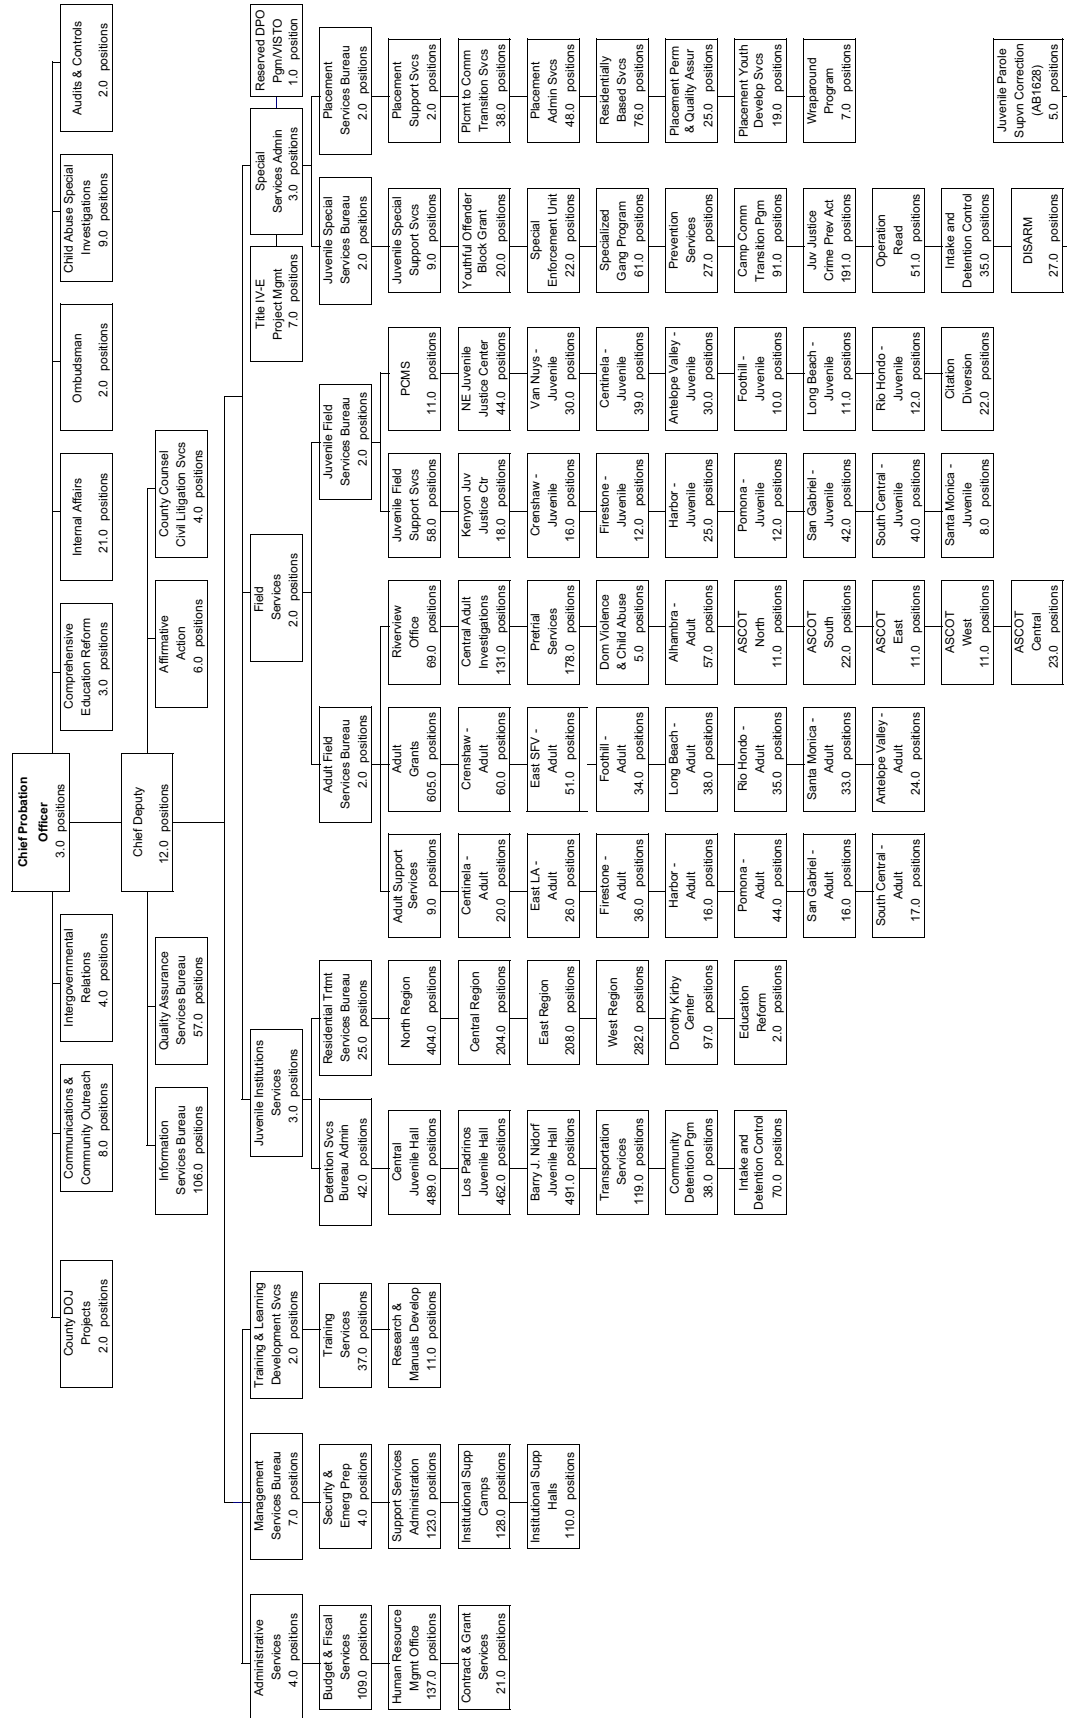 Chief Probation
Officer
3.0 positions
County DOJ
Projects
2.0 positions
Communications &
Community Outreach
8.0 positions
Intergovernmental
Relations
4.0 positions
Comprehensive
Education Reform
3.0 positions
Internal Affairs
21.0 positions
Ombudsman
2.0 positions
Child Abuse Special
Investigations
9.0 positions
Audits & Controls
2.0 positions
Chief Deputy
12.0 positions
Information
Services Bureau
106.0 positions
Quality Assurance
Services Bureau
57.0 positions
Affirmative
Action
6.0 positions
County Counsel
Civil Litigation Svcs
4.0 positions
Administrative
Services
4.0 positions
Management
Services Bureau
7.0 positions
Training & Learning
Development Svcs
2.0 positions
Juvenile Institutions
Services
3.0 positions
Field
Services
2.0 positions
Title IV-E
Project Mgmt
7.0 positions
Special
Services Admin
3.0 positions
Reserved DPO
Pgm/VISTO
1.0 position
Budget & Fiscal
Services
109.0 positions
Human Resource
Mgmt Office
137.0 positions
Contract & Grant
Services
21.0 positions
Security &
Emerg Prep
4.0 positions
Support Services
Administration
123.0 positions
Institutional Supp
Camps
128.0 positions
Institutional Supp
Halls
110.0 positions
Training
Services
37.0 positions
Research &
Manuals Develop
11.0 positions
Detention Svcs
Bureau Admin
42.0 positions
Central
Juvenile Hall
489.0 positions
Los Padrinos
Juvenile Hall
462.0 positions
Barry J. Nidorf
Juvenile Hall
491.0 positions
Transportation
Services
119.0 positions
Community
Detention Pgm
38.0 positions
Intake and
Detention Control
70.0 positions
Residential Trtmt
Services Bureau
25.0 positions
North Region
404.0 positions
Central Region
204.0 positions
East Region
208.0 positions
West Region
282.0 positions
Dorothy Kirby
Center
97.0 positions
Education
Reform
2.0 positions
Adult Field
Services Bureau
2.0 positions
Adult Support
Services
9.0 positions
Centinela -
Adult
20.0 positions
East LA -
Adult
26.0 positions
Firestone -
Adult
36.0 positions
Harbor -
Adult
16.0 positions
Pomona -
Adult
44.0 positions
San Gabriel -
Adult
16.0 positions
South Central -
Adult
17.0 positions
Adult
Grants
605.0 positions
Crenshaw -
Adult
60.0 positions
East SFV -
Adult
51.0 positions
Foothill -
Adult
34.0 positions
Long Beach -
Adult
38.0 positions
Rio Hondo -
Adult
35.0 positions
Santa Monica -
Adult
33.0 positions
Antelope Valley -
Adult
24.0 positions
Riverview
Office
69.0 positions
Central Adult
Investigations
131.0 positions
Pretrial
Services
178.0 positions
Dom Violence
& Child Abuse
5.0 positions
Alhambra -
Adult
57.0 positions
ASCOT
North
11.0 positions
ASCOT
South
22.0 positions
ASCOT
East
11.0 positions
ASCOT
West
11.0 positions
ASCOT
Central
23.0 positions
Juvenile Field
Services Bureau
2.0 positions
Juvenile Field
Support Svcs
58.0 positions
Kenyon Juv
Justice Ctr
18.0 positions
Crenshaw -
Juvenile
16.0 positions
Firestone -
Juvenile
12.0 positions
Harbor -
Juvenile
25.0 positions
Pomona -
Juvenile
12.0 positions
San Gabriel -
Juvenile
42.0 positions
South Central -
Juvenile
40.0 positions
Santa Monica -
Juvenile
8.0 positions
PCMS
11.0 positions
NE Juvenile
Justice Center
44.0 positions
Van Nuys -
Juvenile
30.0 positions
Centinela -
Juvenile
39.0 positions
Antelope Valley -
Juvenile
30.0 positions
Foothill -
Juvenile
10.0 positions
Long Beach -
Juvenile
11.0 positions
Rio Hondo -
Juvenile
12.0 positions
Citation
Diversion
22.0 positions
Juvenile Special
Services Bureau
2.0 positions
Juvenile Special
Support Svcs
9.0 positions
Youthful Offender
Block Grant
20.0 positions
Special
Enforcement Unit
22.0 positions
Specialized
Gang Program
61.0 positions
Prevention
Services
27.0 positions
Camp Comm
Transition Pgm
91.0 positions
Juv Justice
Crime Prev Act
191.0 positions
Operation
Read
51.0 positions
Intake and
Detention Control
35.0 positions
DISARM
27.0 positions
Placement
Services Bureau
2.0 positions
Placement
Support Svcs
2.0 positions
Plcmt to Comm
Transition Svcs
38.0 positions
Placement
Admin Svcs
48.0 positions
Residentially
Based Svcs
76.0 positions
Placement Perm
& Quality Assur
25.0 positions
Placement Youth
Develop Svcs
19.0 positions
Wraparound
Program
7.0 positions
Juvenile Parole
Supvn Correction
(AB1628)
5.0 positions